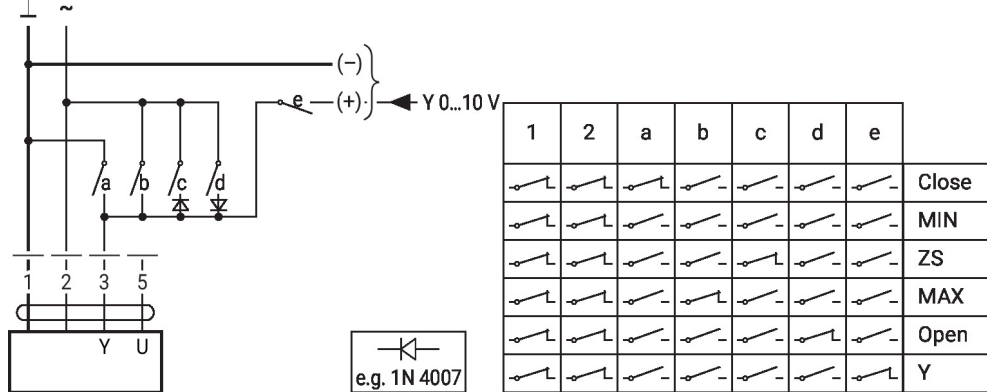 ~
(–)
e
(+)
Y 0...10 V
a b c d
1 2 3 5
Y U
e.g. 1N 4007
1 2 a b c d e
Close
MIN
ZS
MAX
Open
Y